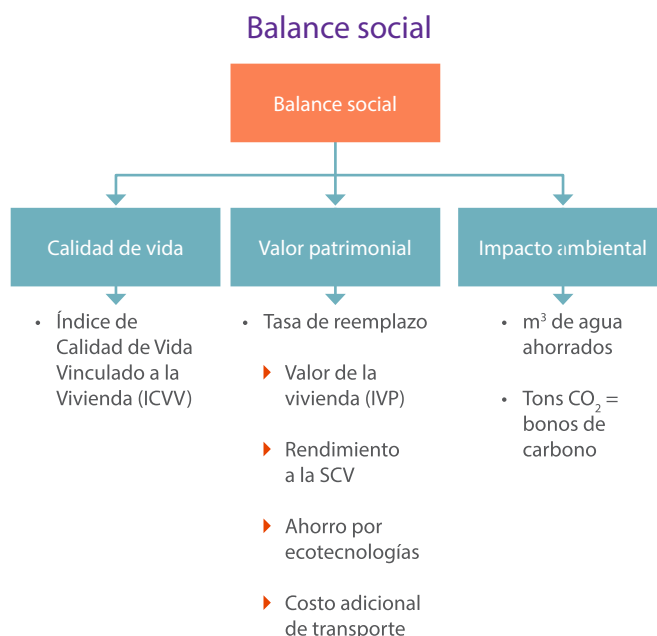 Balance social
Balance social
Calidad de vida
Valor patrimonial
Impacto ambiental
• Índice de
Calidad de Vida
Vinculado a la
Vivienda (ICVV)
• Tasa de reemplazo
Valor de la
vivienda (IVP)
Rendimiento
a la SCV
Ahorro por
ecotecnologías
Costo adicional
de transporte
• m³ de agua
ahorrados
• Tons CO₂ =
bonos de
carbono